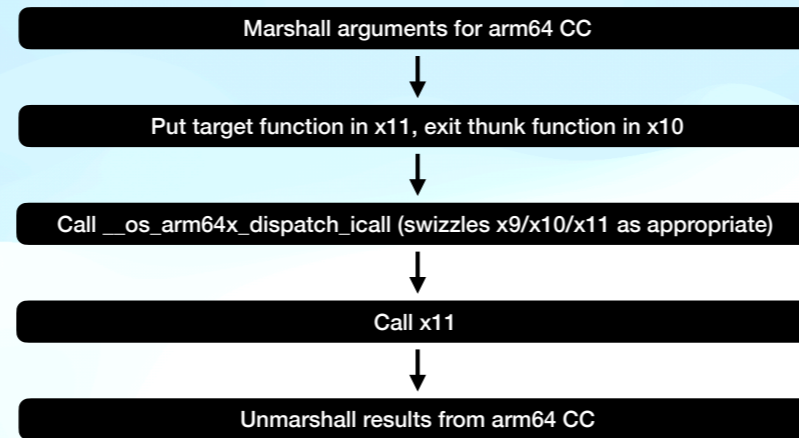 Marshall arguments for arm64 CC
Put target function in x11, exit thunk function in x10
Call __os_arm64x_dispatch_icall (swizzles x9/x10/x11 as appropriate)
Call x11
Unmarshall results from arm64 CC